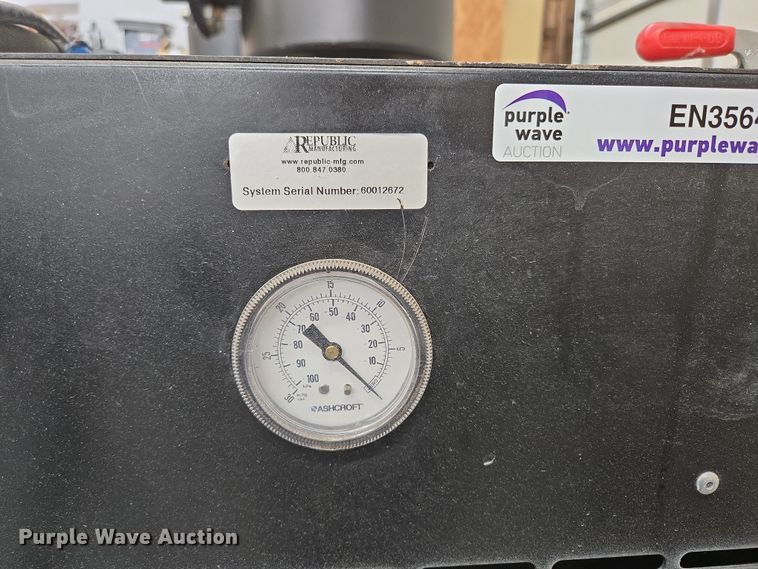 REPUBLIC
MANUFACTURING
www.republic-mfg.com
800.847.0380
System Serial Number: 60012672
purple
wave
AUCTION
EN3564
www.purplewa
15
20
10
60
50
40
70
30
80
20
25
5
90
10
100
kPa
30
ASHCROFT
Purple Wave Auction